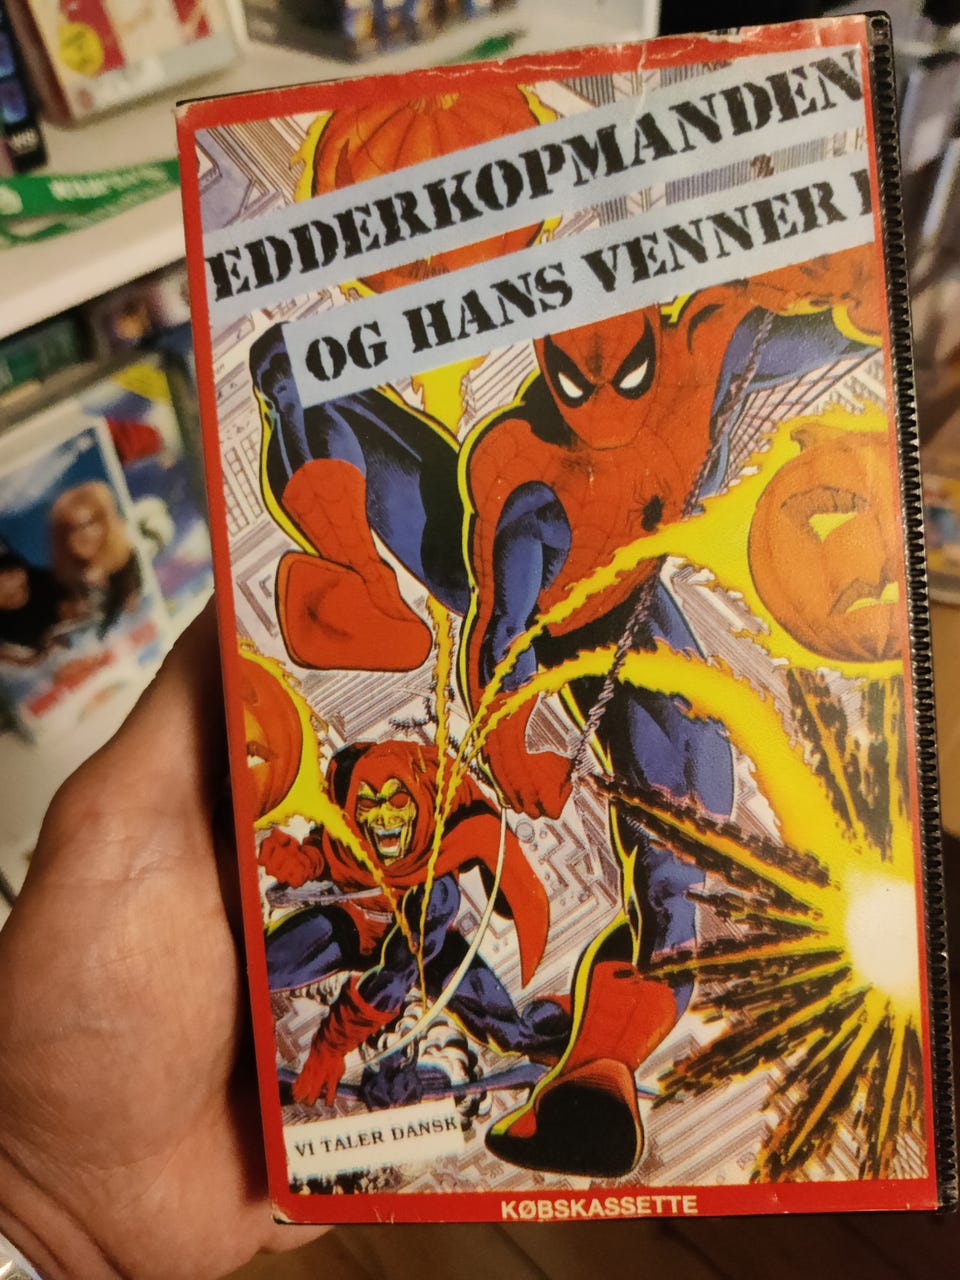 EDDERKOPMANDEN
OG HANS VENNER
VI TALER DANSK
KØBSKASSETTE